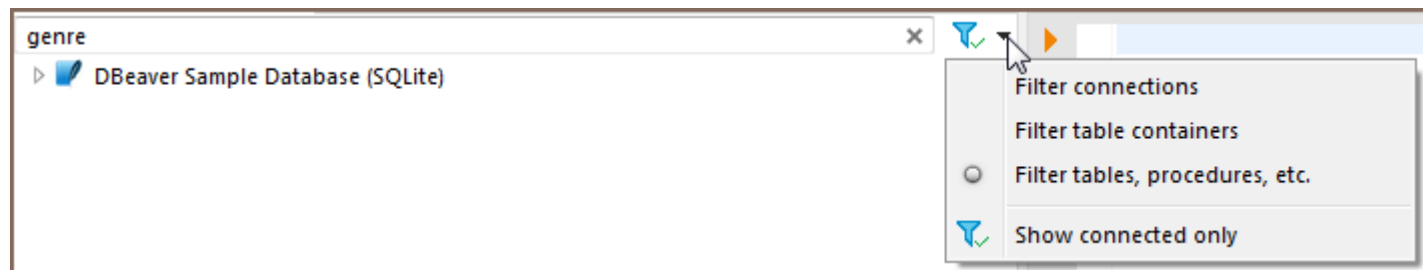 genre
DBeaver Sample Database (SQLite)
Filter connections
Filter table containers
Filter tables, procedures, etc.
Show connected only